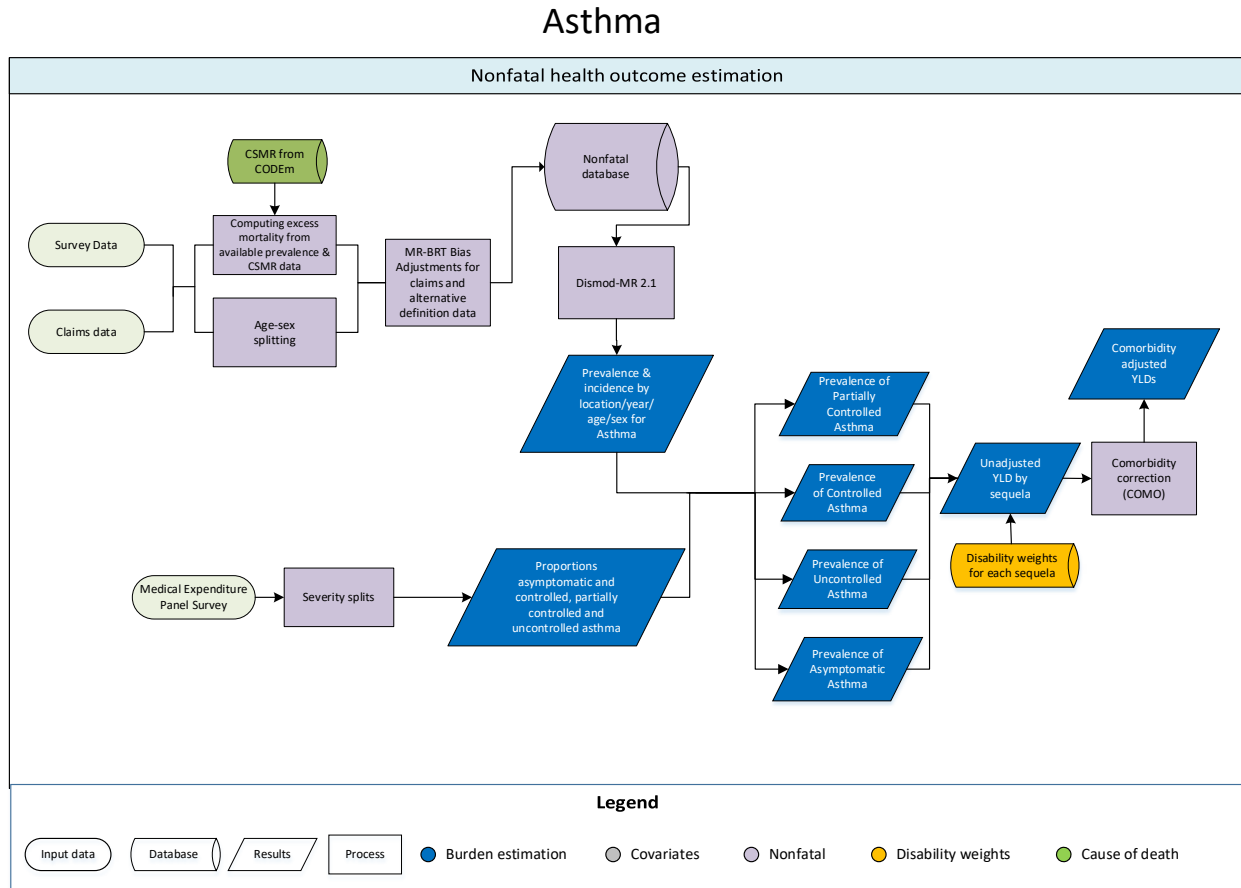 Asthma
Nonfatal health outcome estimation
CSMR from
CODEm
Nonfatal
database
Survey Data
Computing excess
mortality from
available prevalence &
CSMR data
MR-BRT Bias
Adjustments for
claims and
alternative
definition data
Dismod-MR 2.1
Claims data
Age-sex
splitting
Prevalence &
incidence by
location/year/
age/sex for
Asthma
Prevalence of
Partially
Controlled
Asthma
Comorbidity
adjusted
YLDs
Prevalence
of Controlled
Asthma
Unadjusted
YLD by
sequela
Comorbidity
correction
(COMO)
Prevalence of
Uncontrolled
Asthma
Disability weights
for each sequela
Medical Expenditure
Panel Survey
Severity splits
Proportions
asymptomatic and
controlled, partially
controlled and
uncontrolled asthma
Prevalence of
Asymptomatic
Asthma
Legend
Input data
Database
Results
Process
Burden estimation
Covariates
Nonfatal
Disability weights
Cause of death